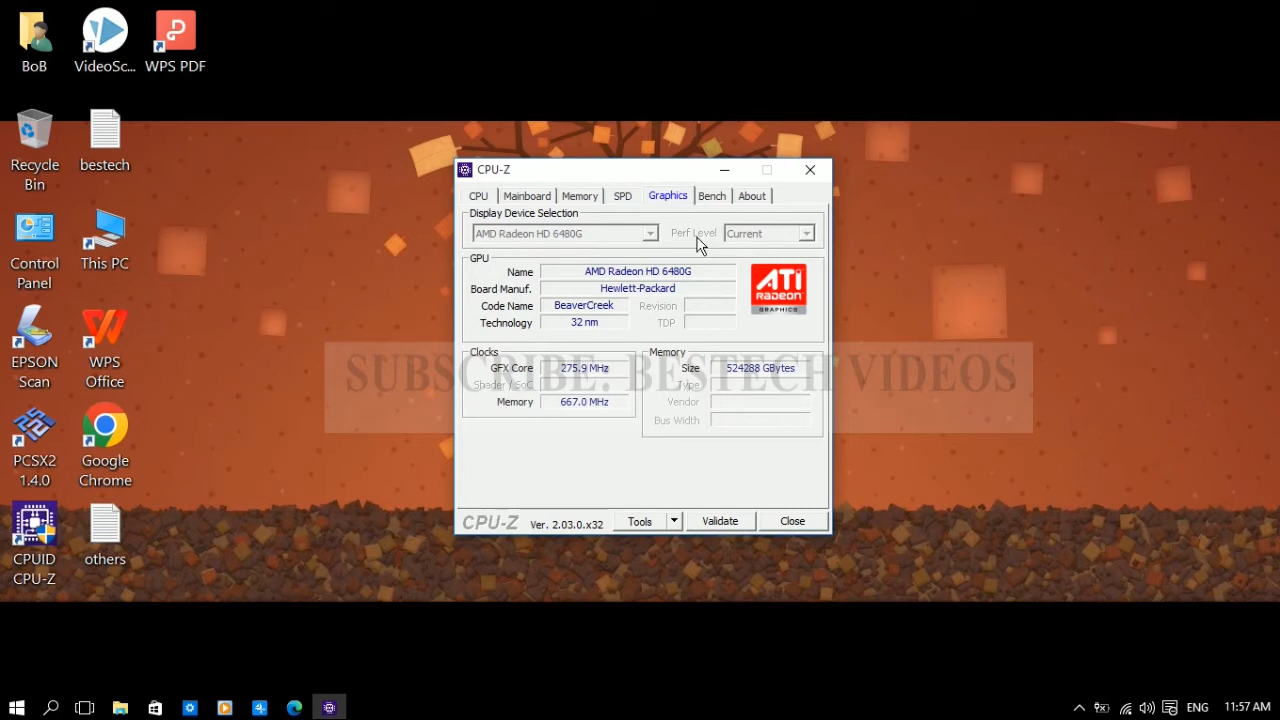 BoB
VideoSc...
WPS PDF
Recycle
Bin
bestech
Control
Panel
This PC
EPSON
Scan
WPS
Office
PCSX2
1.4.0
Google
Chrome
CPUID
CPU-Z
others
CPU-Z
CPU
Mainboard
Memory
SPD
Graphics
Bench
About
Display Device Selection
AMD Radeon HD 6480G
Perf Level
Current
GPU
Name
AMD Radeon HD 6480G
Board Manuf.
Hewlett-Packard
Code Name
BeaverCreek
Revision
Technology
32 nm
TDP
ATI
RADEON
GRAPHICS
Clocks
GFX Core
275.9 MHz
Shader / SoC
Memory
667.0 MHz
Memory
Size
524288 GBytes
Type
Vendor
Bus Width
SUBSCRIBE. BESTECH VIDEOS
CPU-Z
Ver. 2.03.0.x32
Tools
Validate
Close
ENG
11:57 AM